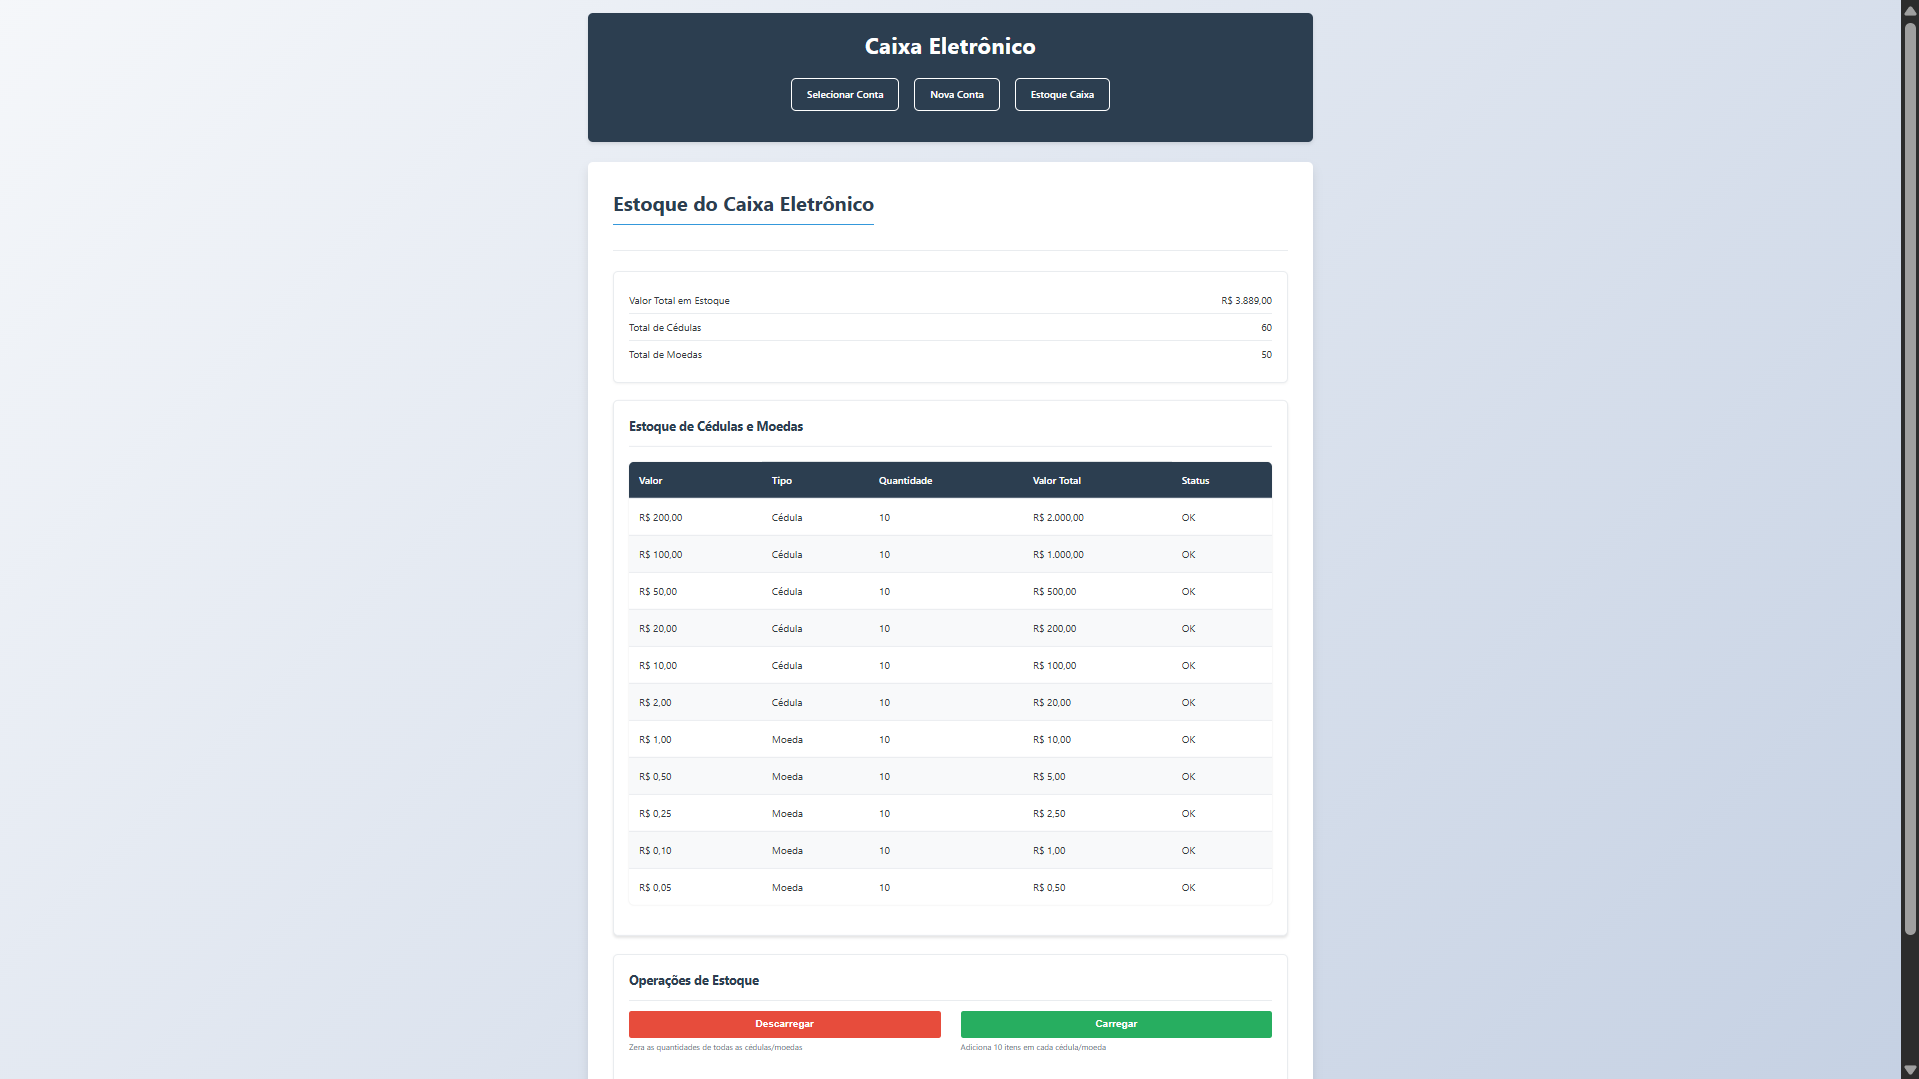 Caixa Eletrônico
Selecionar Conta Nova Conta Estoque Caixa
Estoque do Caixa Eletrônico
Valor Total em Estoque R$ 3.889,00
Total de Cédulas 60
Total de Moedas 50
Estoque de Cédulas e Moedas
Valor Tipo Quantidade Valor Total Status
R$ 200,00 Cédula 10 R$ 2.000,00 OK
R$ 100,00 Cédula 10 R$ 1.000,00 OK
R$ 50,00 Cédula 10 R$ 500,00 OK
R$ 20,00 Cédula 10 R$ 200,00 OK
R$ 10,00 Cédula 10 R$ 100,00 OK
R$ 2,00 Cédula 10 R$ 20,00 OK
R$ 1,00 Moeda 10 R$ 10,00 OK
R$ 0,50 Moeda 10 R$ 5,00 OK
R$ 0,25 Moeda 10 R$ 2,50 OK
R$ 0,10 Moeda 10 R$ 1,00 OK
R$ 0,05 Moeda 10 R$ 0,50 OK
Operações de Estoque
Descarregar Carregar
Zera as quantidades de todas as cédulas/moedas Adiciona 10 itens em cada cédula/moeda